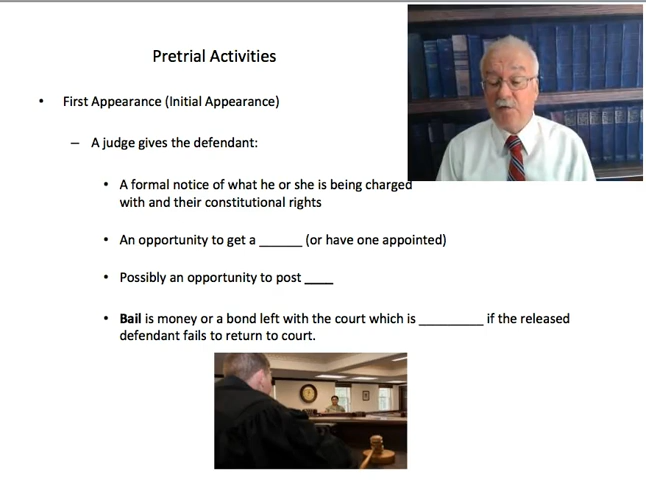 Pretrial Activities
• First Appearance (Initial Appearance)
– A judge gives the defendant:
• A formal notice of what he or she is being charged
with and their constitutional rights
• An opportunity to get a ______ (or have one appointed)
• Possibly an opportunity to post ____
• Bail is money or a bond left with the court which is _________ if the released
defendant fails to return to court.